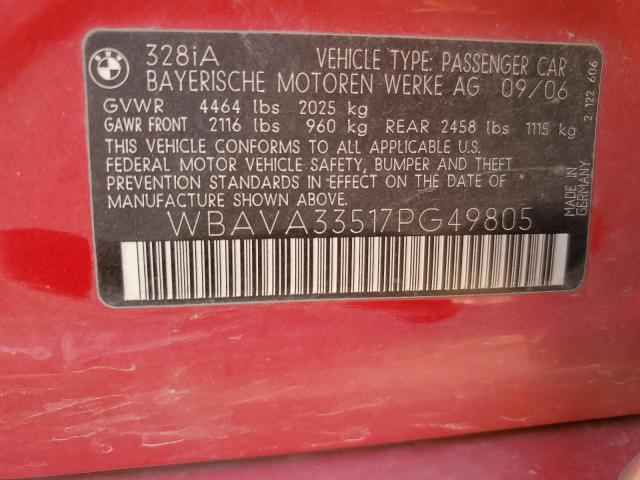 BMW
328iA VEHICLE TYPE: PASSENGER CAR
BAYERISCHE MOTOREN WERKE AG 09/06
GVWR 4464 lbs 2025 kg
GAWR FRONT 2116 lbs 960 kg REAR 2458 lbs 1115 kg
THIS VEHICLE CONFORMS TO ALL APPLICABLE U.S.
FEDERAL MOTOR VEHICLE SAFETY, BUMPER AND THEFT
PREVENTION STANDARDS IN EFFECT ON THE DATE OF
MANUFACTURE SHOWN ABOVE.
WBAVA33517PG49805
2 122 606
MADE IN
GERMANY